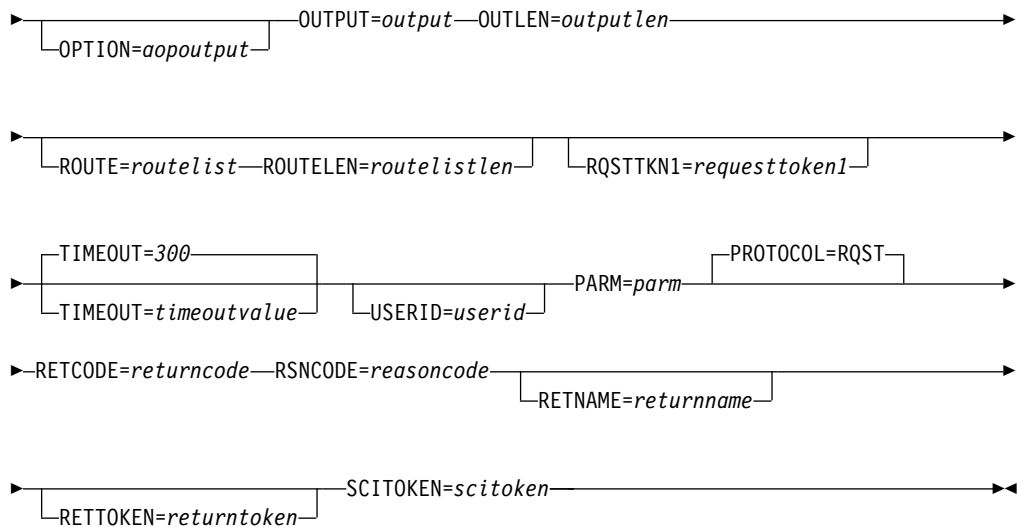 OUTPUT=output OUTLEN=outputlen
OPTION=aopoutput
ROUTE=routelist ROUTELEN=routelistlen RQSTTKN1=requesttoken1
TIMEOUT=300 PROTOCOL=RQST
PARM=parm
TIMEOUT=timeoutvalue USERID=userid
RETCODE=returncode RSNCODE=reasoncode
RETNAME=returnname
SCITOKEN=scitoken
RETTOKEN=returntoken